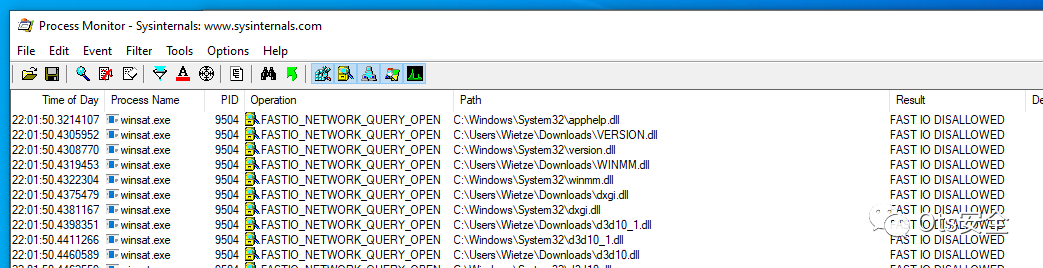 Process Monitor - Sysinternals: www.sysinternals.com
File Edit Event Filter Tools Options Help
Time of Day Process Name PID Operation Path Result
22:01:50.3214107 winsat.exe 9504 FASTIO_NETWORK_QUERY_OPEN C:\Windows\System32\apphelp.dll FAST IO DISALLOWED
22:01:50.4305952 winsat.exe 9504 FASTIO_NETWORK_QUERY_OPEN C:\Users\Wietze\Downloads\VERSION.dll FAST IO DISALLOWED
22:01:50.4308770 winsat.exe 9504 FASTIO_NETWORK_QUERY_OPEN C:\Windows\System32\version.dll FAST IO DISALLOWED
22:01:50.4319453 winsat.exe 9504 FASTIO_NETWORK_QUERY_OPEN C:\Users\Wietze\Downloads\WINMM.dll FAST IO DISALLOWED
22:01:50.4322304 winsat.exe 9504 FASTIO_NETWORK_QUERY_OPEN C:\Windows\System32\winmm.dll FAST IO DISALLOWED
22:01:50.4375479 winsat.exe 9504 FASTIO_NETWORK_QUERY_OPEN C:\Users\Wietze\Downloads\dxgi.dll FAST IO DISALLOWED
22:01:50.4381167 winsat.exe 9504 FASTIO_NETWORK_QUERY_OPEN C:\Windows\System32\dxgi.dll FAST IO DISALLOWED
22:01:50.4398351 winsat.exe 9504 FASTIO_NETWORK_QUERY_OPEN C:\Users\Wietze\Downloads\d3d10_1.dll FAST IO DISALLOWED
22:01:50.4411266 winsat.exe 9504 FASTIO_NETWORK_QUERY_OPEN C:\Windows\System32\d3d10_1.dll FAST IO DISALLOWED
22:01:50.4460589 winsat.exe 9504 FASTIO_NETWORK_QUERY_OPEN C:\Users\Wietze\Downloads\d3d10.dll FAST IO DISALLOWED